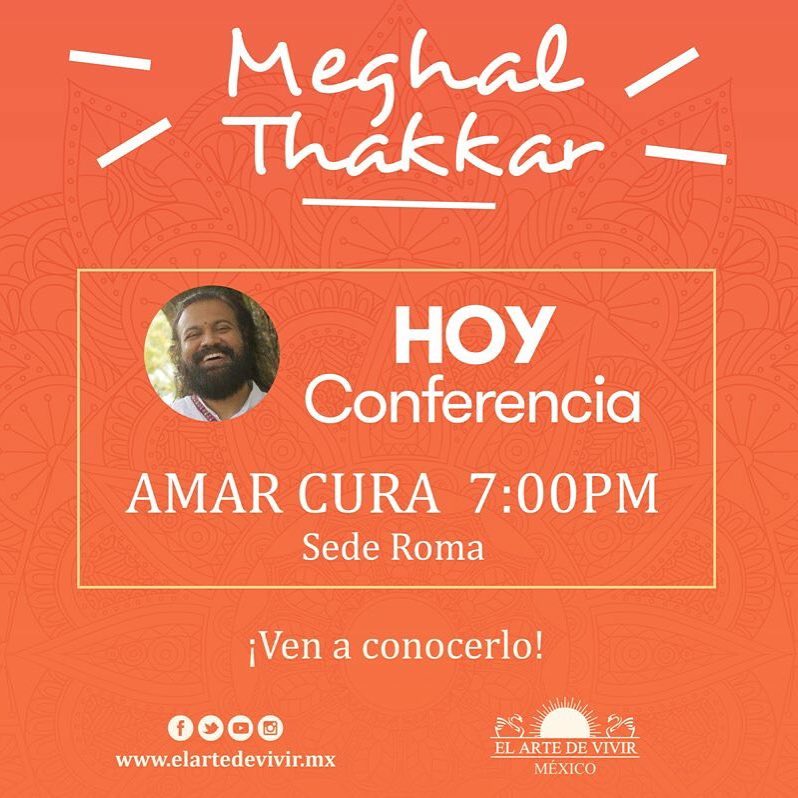 Meghal
Thakkar
HOY
Conferencia
AMAR CURA 7:00PM
Sede Roma
¡Ven a conocerlo!
www.elartedevivir.mx
EL ARTE DE VIVIR
MÉXICO